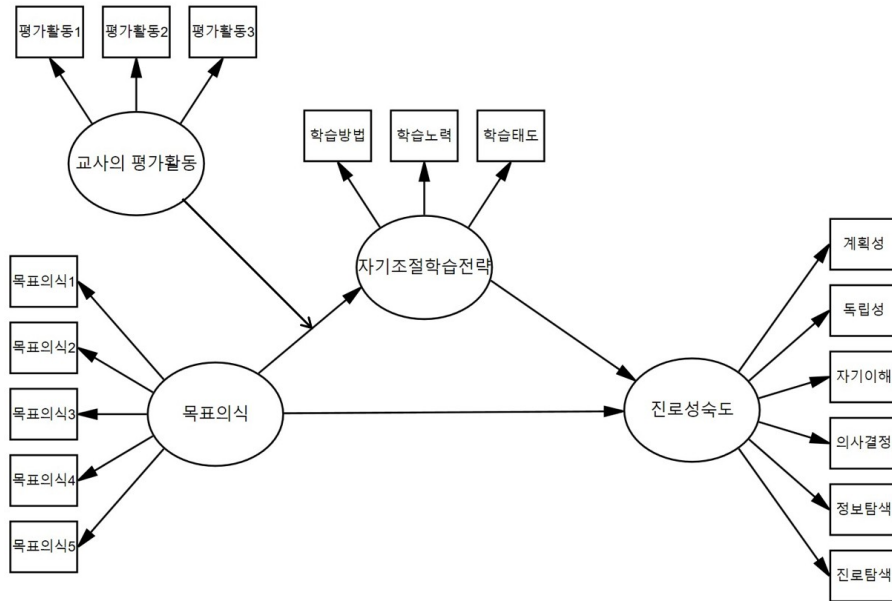 평가활동1
평가활동2
평가활동3
교사의 평가활동
학습방법
학습노력
학습태도
자기조절학습전략
목표의식1
목표의식2
목표의식3
목표의식4
목표의식5
목표의식
진로성숙도
계획성
독립성
자기이해
의사결정
정보탐색
진로탐색